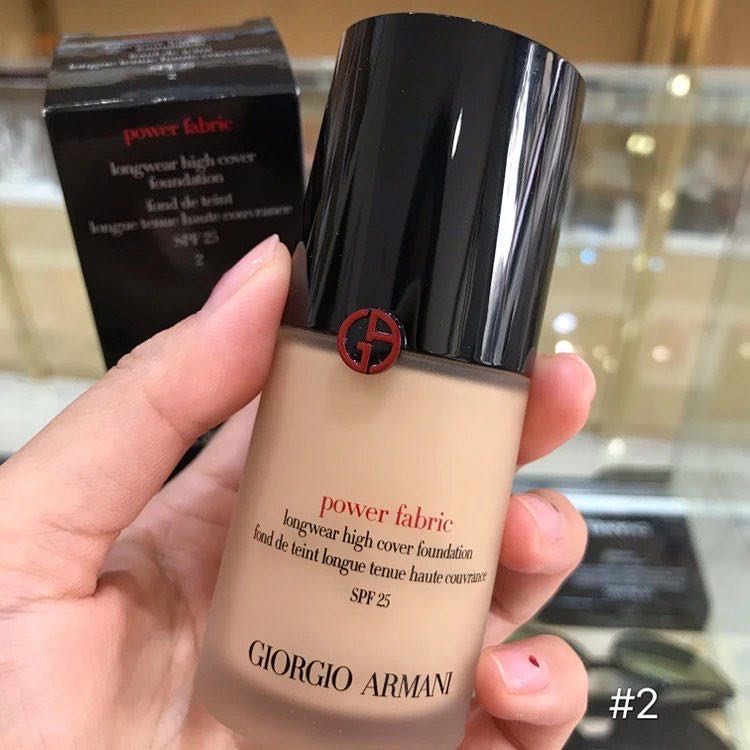 power fabric
longwear high cover
foundation
fond de teint
longue tenue haute couvrance
SPF 25
2
power fabric
longwear high cover foundation
fond de teint longue tenue haute couvrance
SPF 25
GIORGIO ARMANI
#2